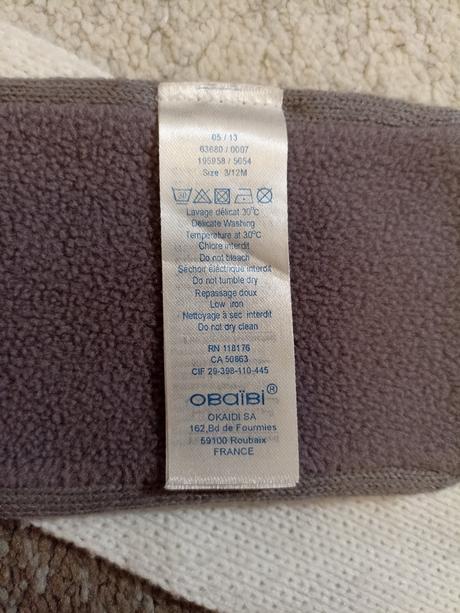 05 / 13
63680 / 0007
195958 / 5654
Size 3/12M
Lavage délicat 30°C
Delicate Washing
Temperature at 30°C
Chlore interdit
Do not bleach
Séchoir électrique interdit
Do not tumble dry
Repassage doux
Low iron
Nettoyage à sec interdit
Do not dry clean
RN 118176
CA 50863
CIF 29-398-110-445
OBAÏBI®
OKAIDI SA
162,Bd de Fourmies
59100 Roubaix
FRANCE